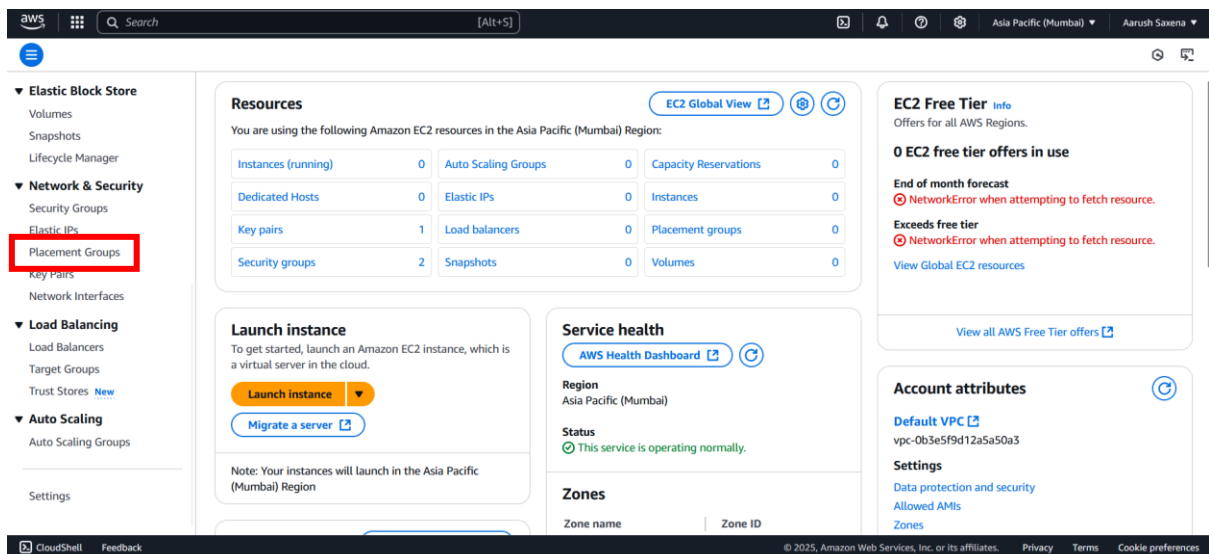 aws
Search
[Alt+S]
Asia Pacific (Mumbai) ▼
Aarush Saxena ▼
▼ Elastic Block Store
Volumes
Snapshots
Lifecycle Manager
▼ Network & Security
Security Groups
Elastic IPs
Placement Groups
Key Pairs
Network Interfaces
▼ Load Balancing
Load Balancers
Target Groups
Trust Stores New
▼ Auto Scaling
Auto Scaling Groups
Settings
Resources
EC2 Global View
You are using the following Amazon EC2 resources in the Asia Pacific (Mumbai) Region:
Instances (running) 0 Auto Scaling Groups 0 Capacity Reservations 0
Dedicated Hosts 0 Elastic IPs 0 Instances 0
Key pairs 1 Load balancers 0 Placement groups 0
Security groups 2 Snapshots 0 Volumes 0
Launch instance
To get started, launch an Amazon EC2 instance, which is
a virtual server in the cloud.
Launch instance ▼
Migrate a server
Note: Your instances will launch in the Asia Pacific
(Mumbai) Region
Service health
AWS Health Dashboard
Region
Asia Pacific (Mumbai)
Status
This service is operating normally.
Zones
Zone name Zone ID
EC2 Free Tier Info
Offers for all AWS Regions.
0 EC2 free tier offers in use
End of month forecast
NetworkError when attempting to fetch resource.
Exceeds free tier
NetworkError when attempting to fetch resource.
View Global EC2 resources
View all AWS Free Tier offers
Account attributes
Default VPC
vpc-0b3e5f9d12a5a50a3
Settings
Data protection and security
Allowed AMIs
Zones
CloudShell Feedback
© 2025, Amazon Web Services, Inc. or its affiliates. Privacy Terms Cookie preferences